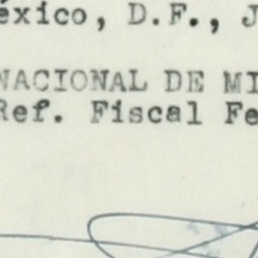 éxico, D.F., J
NACIONAL DE MI
Ref. Fiscal Fe